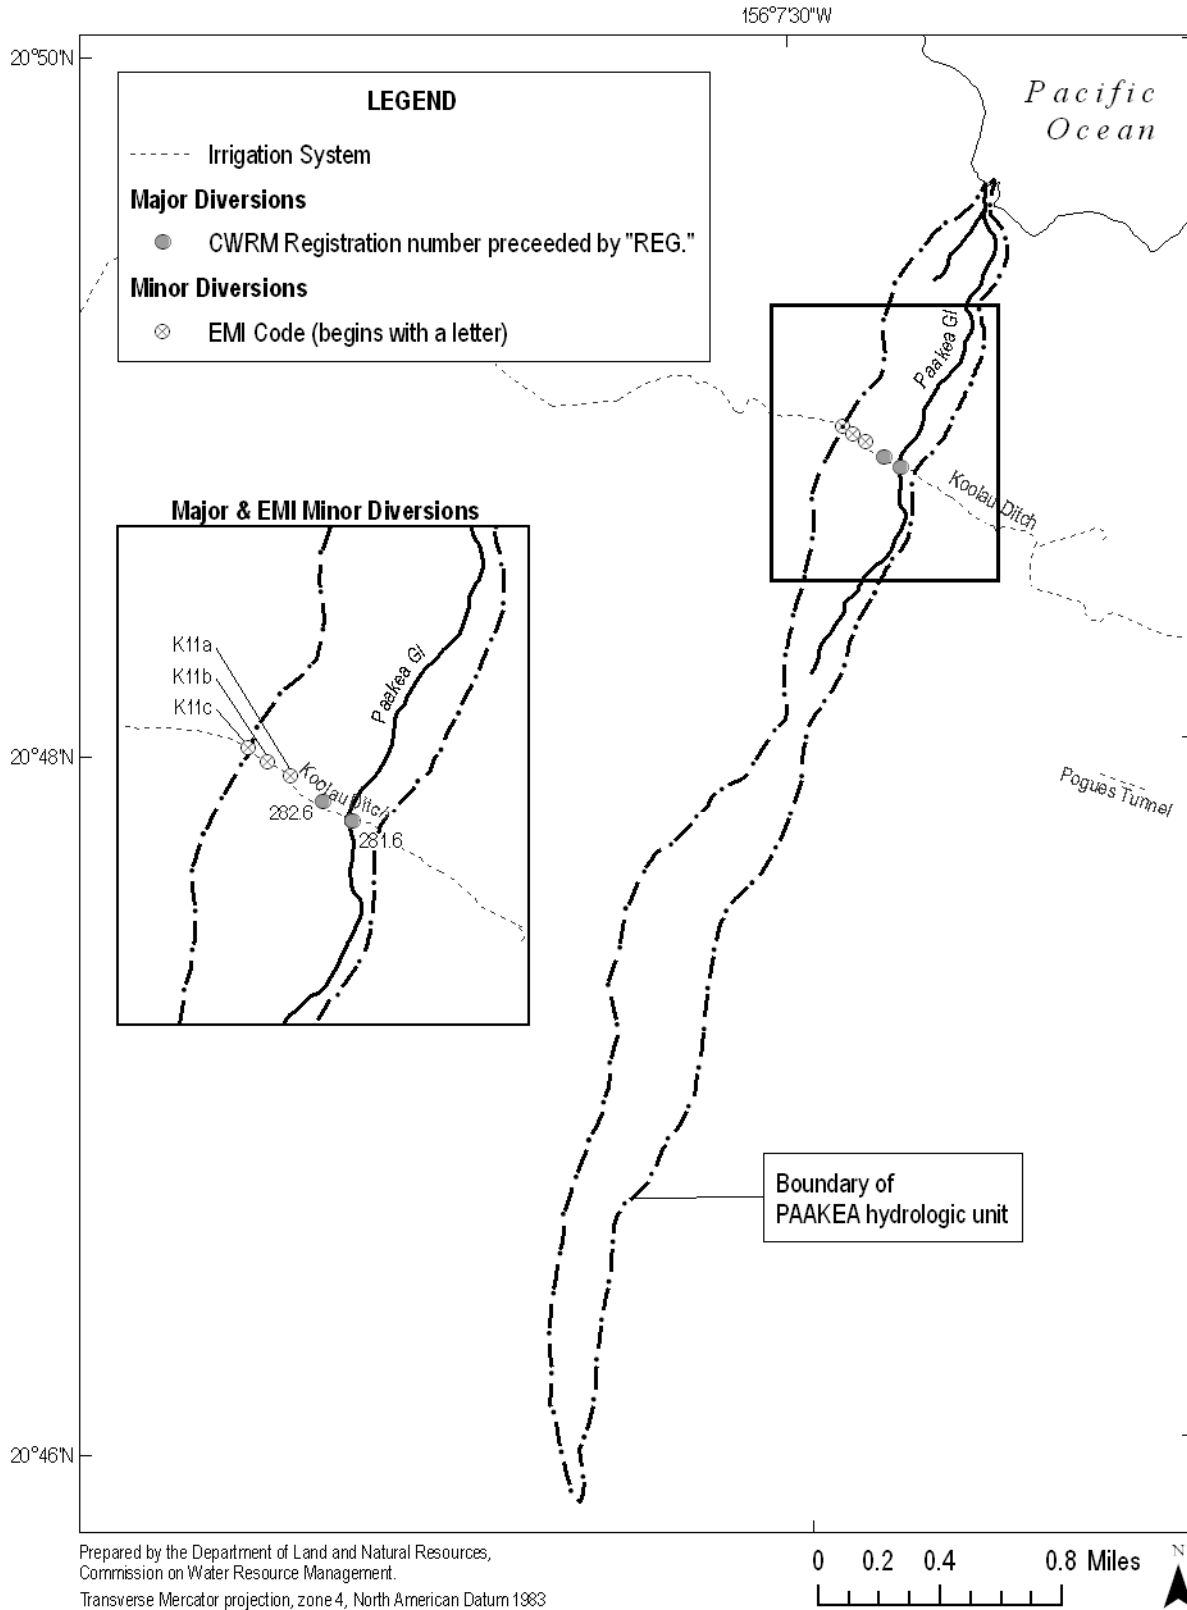 156°7'30"W
20°50'N
Pacific
Ocean
LEGEND
Irrigation System
Major Diversions
CWRM Registration number preceeded by "REG."
Minor Diversions
EMI Code (begins with a letter)
Paakea Gl
Koolau Ditch
Major & EMI Minor Diversions
K11a
K11b
K11c
Paakea Gl
Koolau Ditch
282.6
281.6
20°48'N
Pogues Tunnel
Boundary of
PAAKEA hydrologic unit
20°46'N
Prepared by the Department of Land and Natural Resources,
Commission on Water Resource Management.
Transverse Mercator projection, zone 4, North American Datum 1983
0 0.2 0.4 0.8 Miles
N